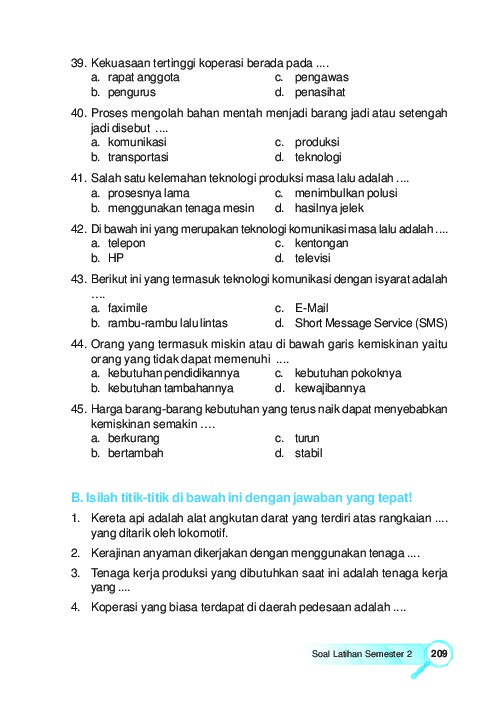 39. Kekuasaan tertinggi koperasi berada pada ....
a. rapat anggota c. pengawas
b. pengurus d. penasihat
40. Proses mengolah bahan mentah menjadi barang jadi atau setengah
jadi disebut ....
a. komunikasi c. produksi
b. transportasi d. teknologi
41. Salah satu kelemahan teknologi produksi masa lalu adalah ....
a. prosesnya lama c. menimbulkan polusi
b. menggunakan tenaga mesin d. hasilnya jelek
42. Di bawah ini yang merupakan teknologi komunikasi masa lalu adalah ....
a. telepon c. kentongan
b. HP d. televisi
43. Berikut ini yang termasuk teknologi komunikasi dengan isyarat adalah
....
a. faximile c. E-Mail
b. rambu-rambu lalu lintas d. Short Message Service (SMS)
44. Orang yang termasuk miskin atau di bawah garis kemiskinan yaitu
orang yang tidak dapat memenuhi ....
a. kebutuhan pendidikannya c. kebutuhan pokoknya
b. kebutuhan tambahannya d. kewajibannya
45. Harga barang-barang kebutuhan yang terus naik dapat menyebabkan
kemiskinan semakin ....
a. berkurang c. turun
b. bertambah d. stabil
B. Isilah titik-titik di bawah ini dengan jawaban yang tepat!
1. Kereta api adalah alat angkutan darat yang terdiri atas rangkaian ....
yang ditarik oleh lokomotif.
2. Kerajinan anyaman dikerjakan dengan menggunakan tenaga ....
3. Tenaga kerja produksi yang dibutuhkan saat ini adalah tenaga kerja
yang ....
4. Koperasi yang biasa terdapat di daerah pedesaan adalah ....
Soal Latihan Semester 2 209